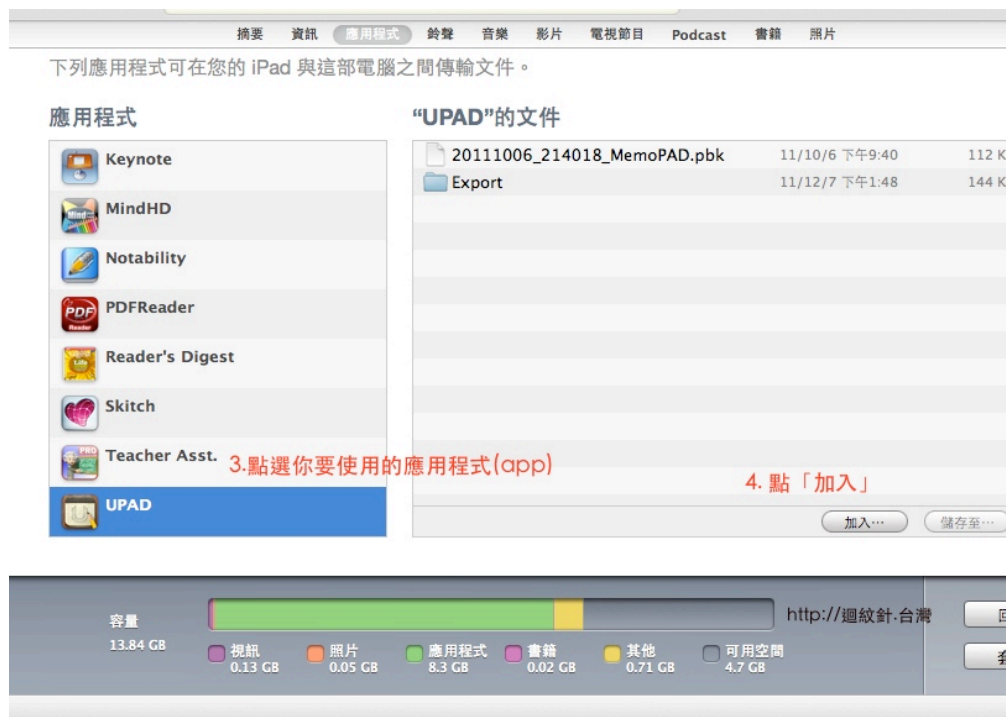 摘要 資訊 應用程式 鈴聲 音樂 影片 電視節目 Podcast 書籍 照片
下列應用程式可在您的 iPad 與這部電腦之間傳輸文件。
應用程式
“UPAD”的文件
Keynote
MindHD
Notability
PDFReader
Reader's Digest
Skitch
Teacher Asst.
UPAD
20111006_214018_MemoPAD.pbk 11/10/6 下午9:40 112 K
Export 11/12/7 下午1:48 144 K
3.點選你要使用的應用程式(app)
4. 點「加入」
加入… 儲存至…
容量
13.84 GB
http://迴紋針.台灣
視訊 照片 應用程式 書籍 其他 可用空間
0.13 GB 0.05 GB 8.3 GB 0.02 GB 0.71 GB 4.7 GB